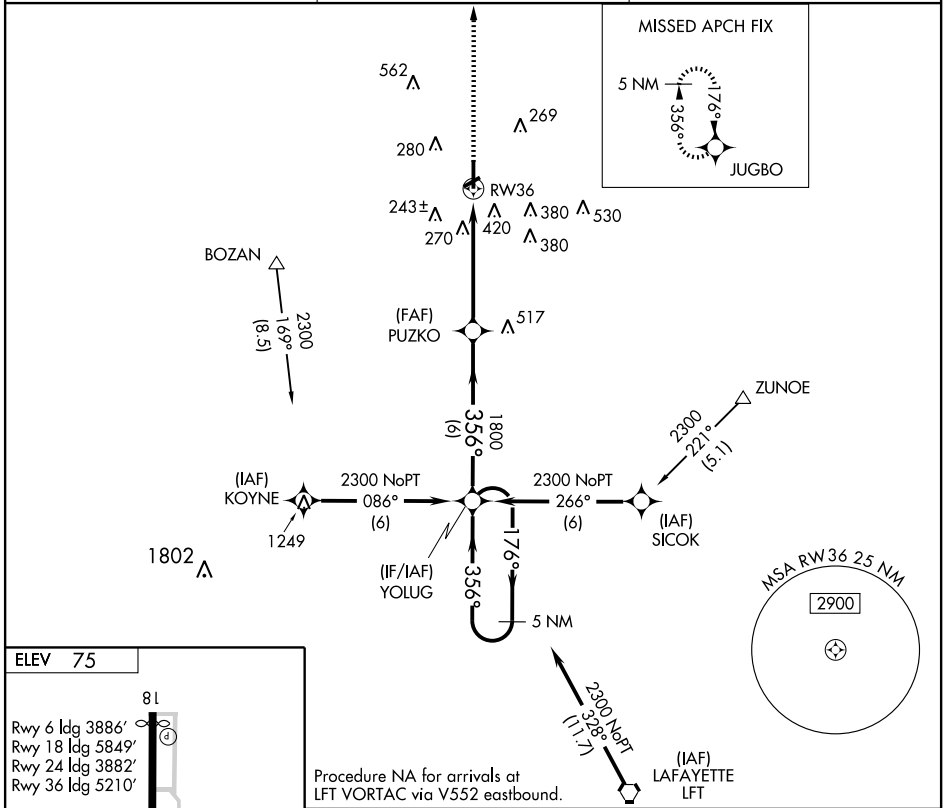 MISSED APCH FIX
5 NM
176°
356°
JUGBO
562
269
280
RW36
243±
420
380
530
270
380
BOZAN
2300
169°
(8.5)
(FAF)
PUZKO
517
1800
356°
(6)
ZUNOE
2300
221°
(5.1)
(IAF)
KOYNE
2300 NoPT
086°
(6)
2300 NoPT
266°
(6)
(IAF)
SICOK
1249
1802
(IF/IAF)
YOLUG
176°
356°
5 NM
MSA RW36 25 NM
2900
2300 NoPT
328°
(11.7)
(IAF)
LAFAYETTE
LFT
ELEV 75
18
P
Rwy 6 ldg 3886'
Rwy 18 ldg 5849'
Rwy 24 ldg 3882'
Rwy 36 ldg 5210'
Procedure NA for arrivals at
LFT VORTAC via V552 eastbound.